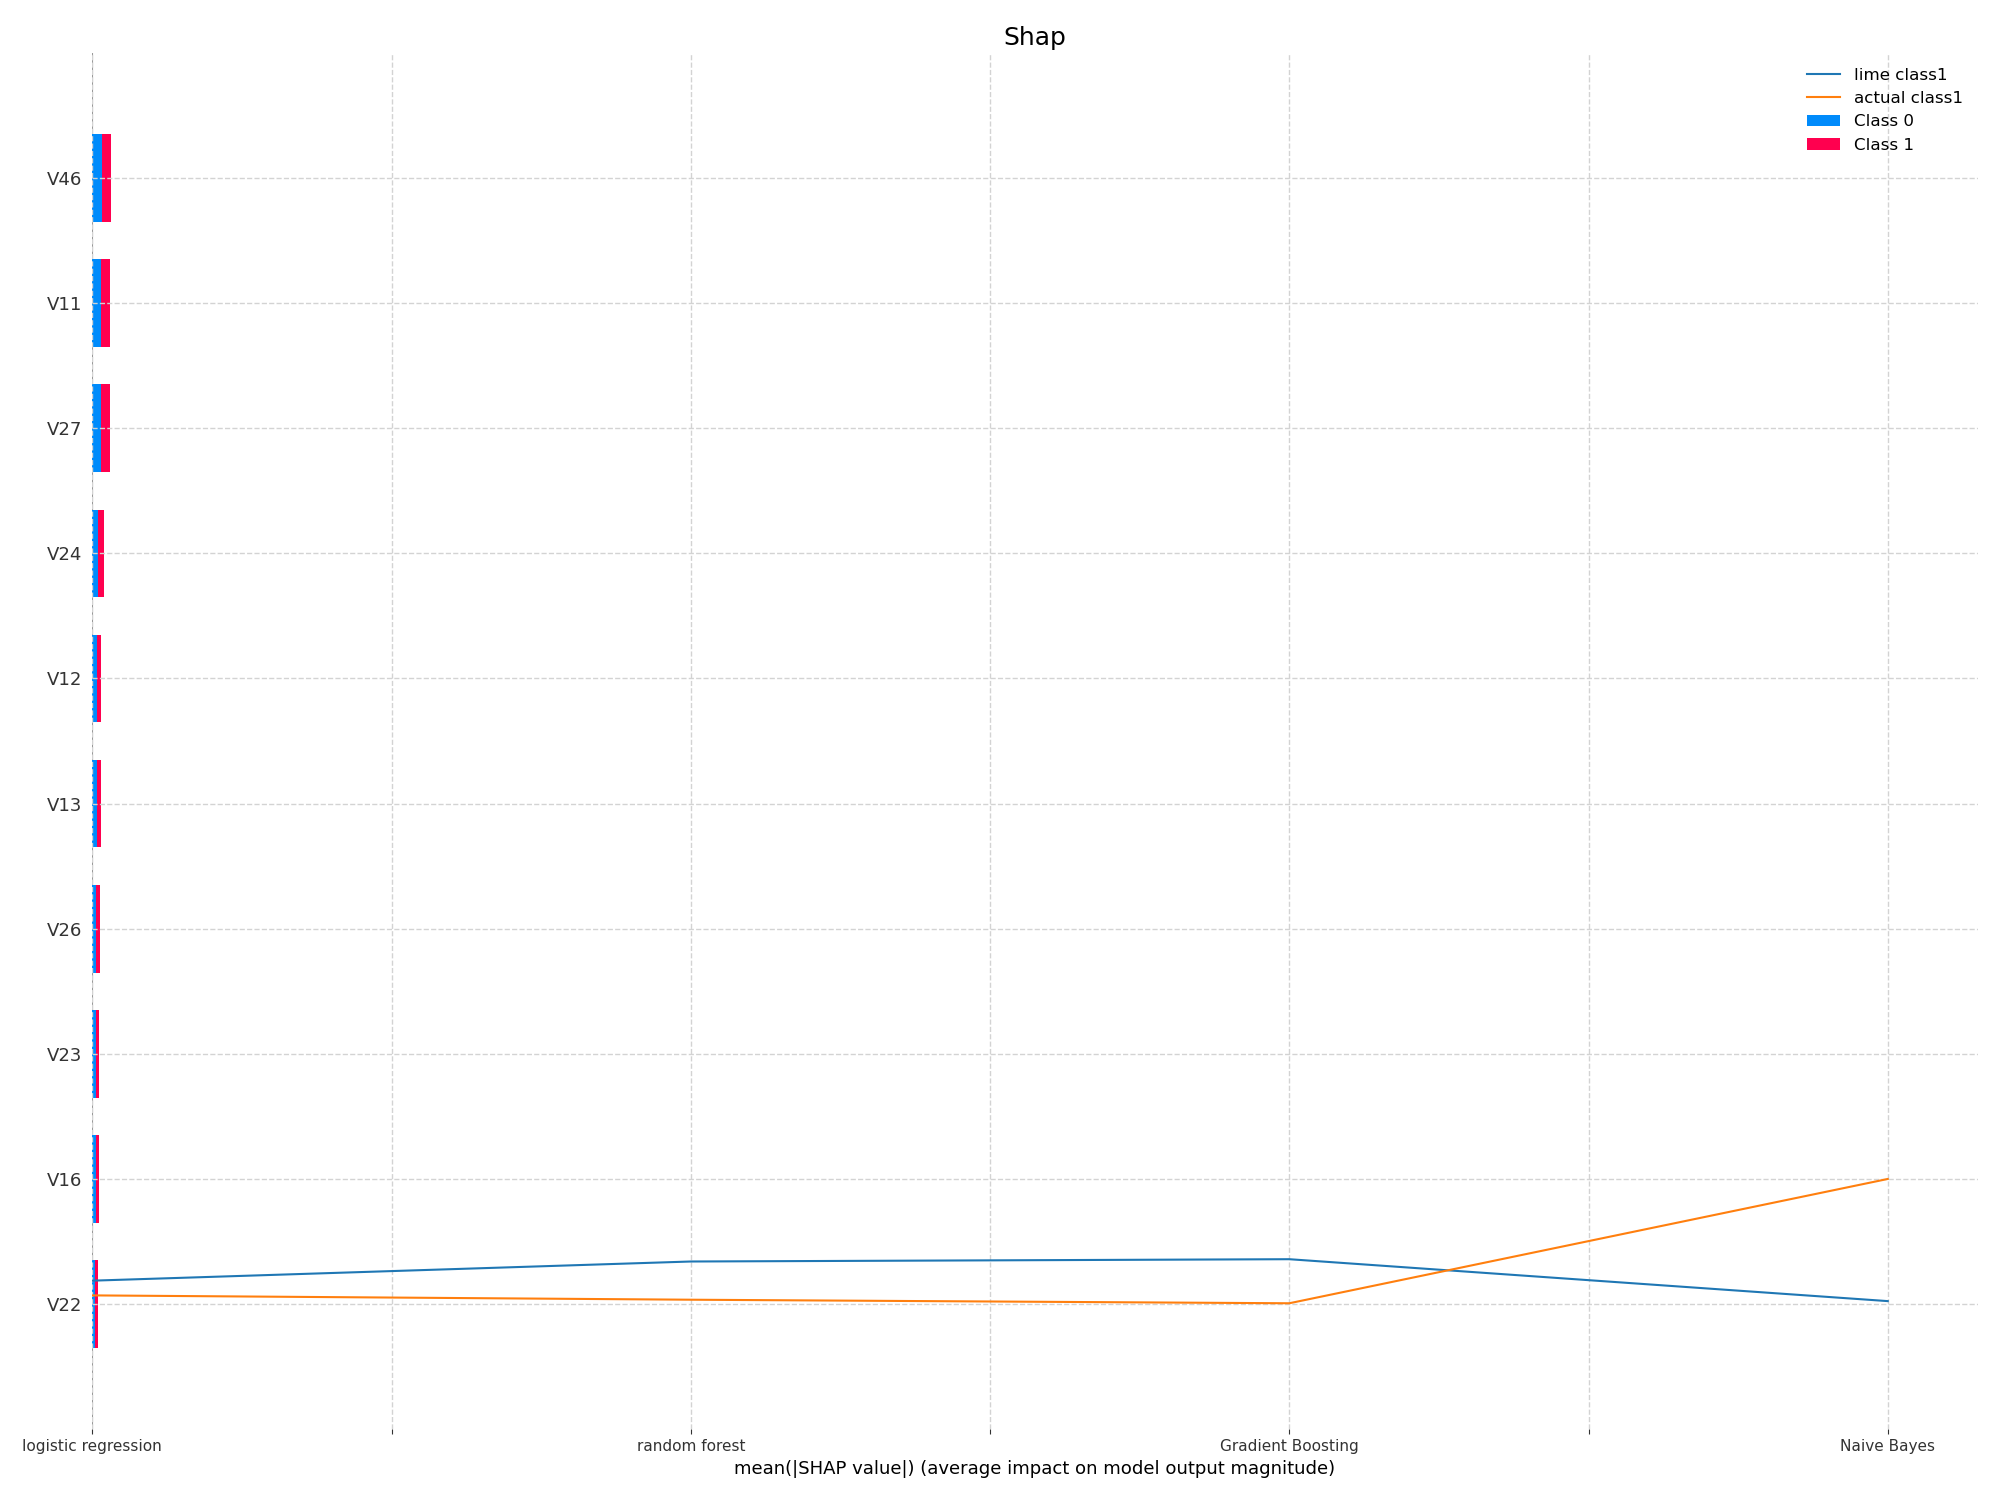 Shap
lime class1
actual class1
Class 0
Class 1
V46
V11
V27
V24
V12
V13
V26
V23
V16
V22
logistic regression
random forest
Gradient Boosting
Naive Bayes
mean(|SHAP value|) (average impact on model output magnitude)